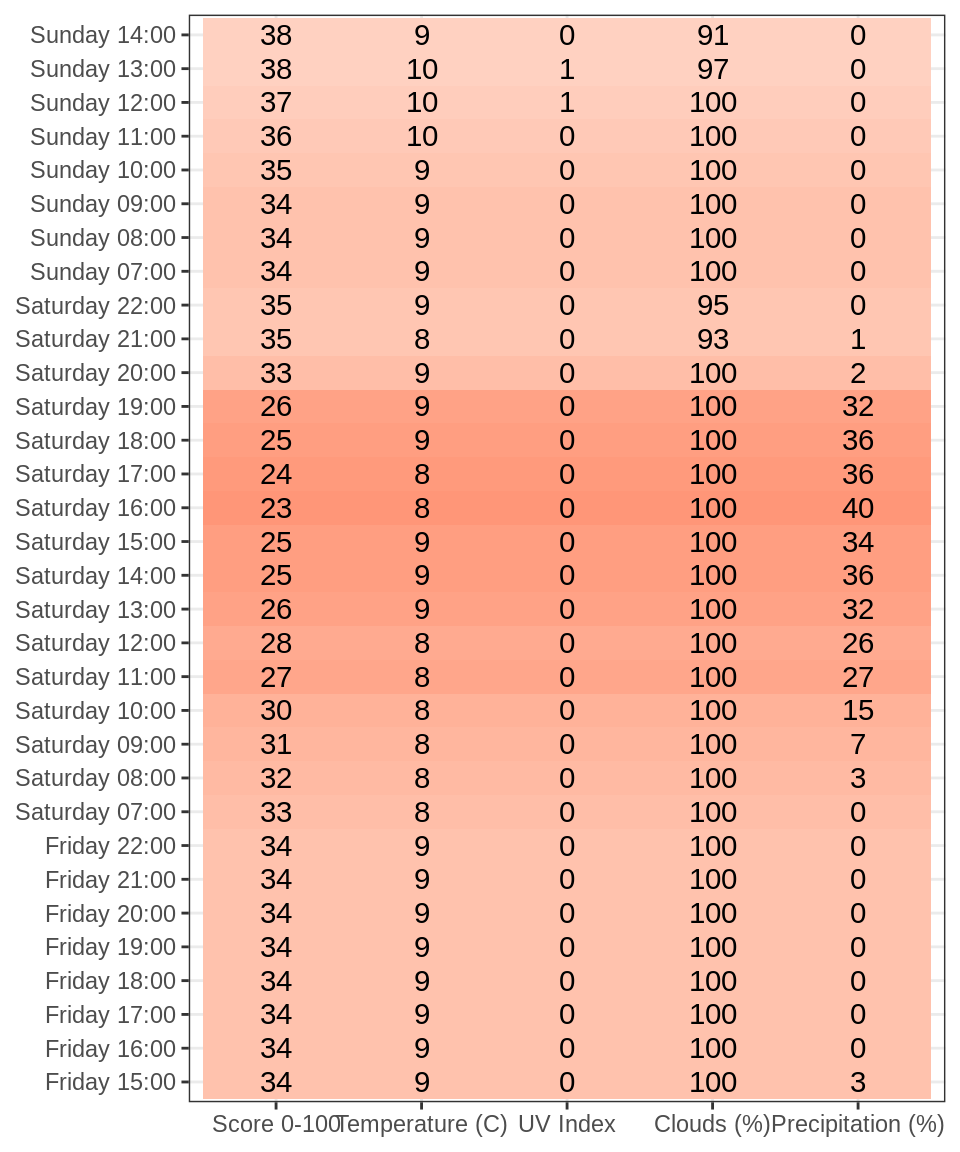 Sunday 14:00 38 9 0 91 0
Sunday 13:00 38 10 1 97 0
Sunday 12:00 37 10 1 100 0
Sunday 11:00 36 10 0 100 0
Sunday 10:00 35 9 0 100 0
Sunday 09:00 34 9 0 100 0
Sunday 08:00 34 9 0 100 0
Sunday 07:00 34 9 0 100 0
Saturday 22:00 35 9 0 95 0
Saturday 21:00 35 8 0 93 1
Saturday 20:00 33 9 0 100 2
Saturday 19:00 26 9 0 100 32
Saturday 18:00 25 9 0 100 36
Saturday 17:00 24 8 0 100 36
Saturday 16:00 23 8 0 100 40
Saturday 15:00 25 9 0 100 34
Saturday 14:00 25 9 0 100 36
Saturday 13:00 26 9 0 100 32
Saturday 12:00 28 8 0 100 26
Saturday 11:00 27 8 0 100 27
Saturday 10:00 30 8 0 100 15
Saturday 09:00 31 8 0 100 7
Saturday 08:00 32 8 0 100 3
Saturday 07:00 33 8 0 100 0
Friday 22:00 34 9 0 100 0
Friday 21:00 34 9 0 100 0
Friday 20:00 34 9 0 100 0
Friday 19:00 34 9 0 100 0
Friday 18:00 34 9 0 100 0
Friday 17:00 34 9 0 100 0
Friday 16:00 34 9 0 100 0
Friday 15:00 34 9 0 100 3
Score 0-100 Temperature (C) UV Index Clouds (%) Precipitation (%)